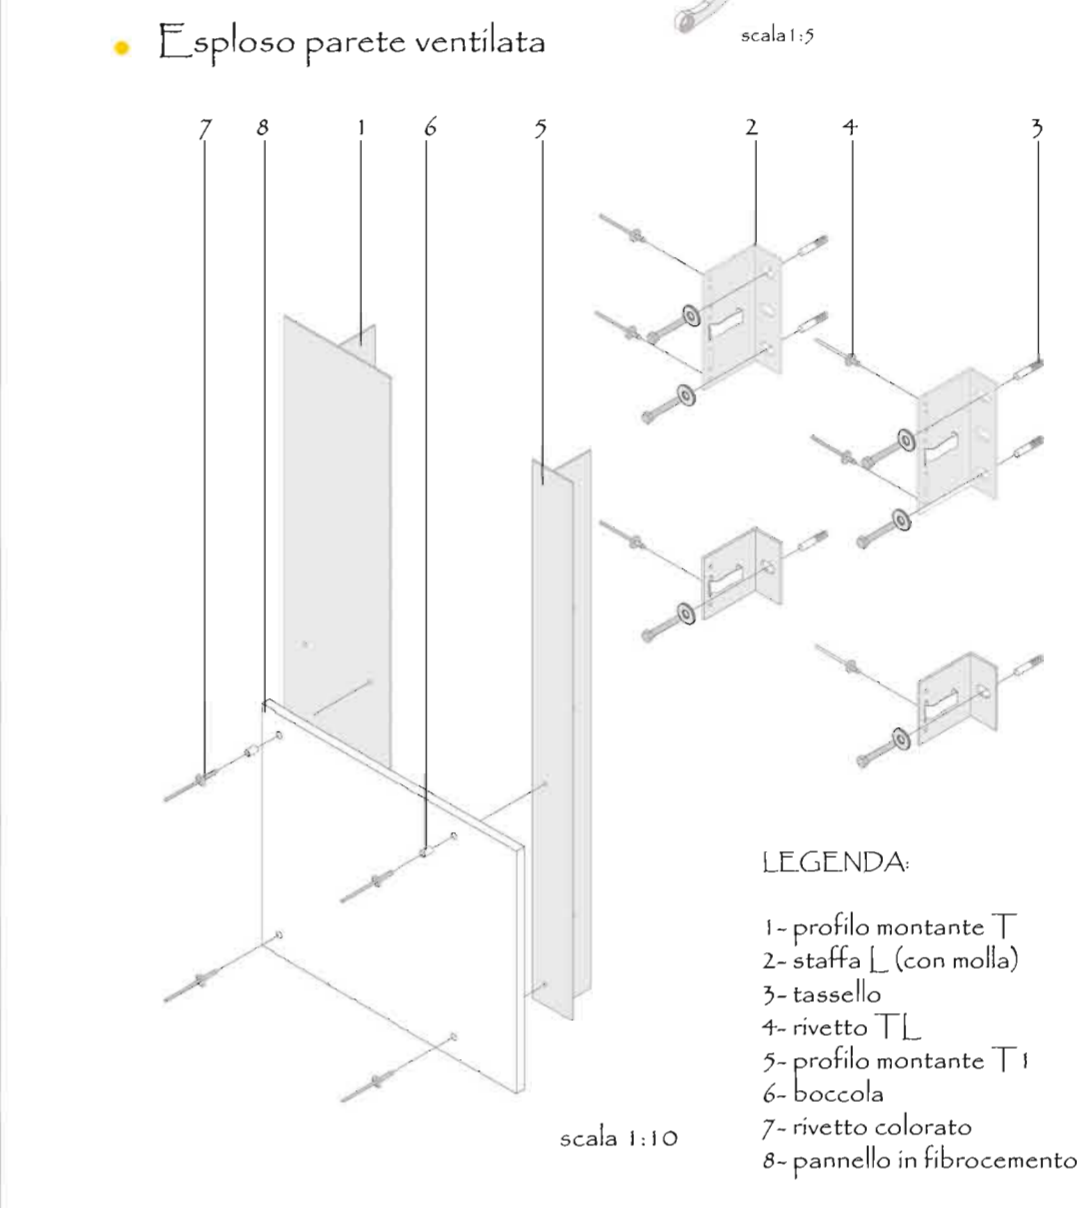 scala 1:5
Esploso parete ventilata
7 8 1 6 5 2 4 3
LEGENDA:
1- profilo montante T
2- staffa L (con molla)
3- tassello
4- rivetto TL
5- profilo montante T1
6- boccola
7- rivetto colorato
8- pannello in fibrocemento
scala 1:10